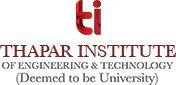 ti
THAPAR INSTITUTE
OF ENGINEERING & TECHNOLOGY
(Deemed to be University)